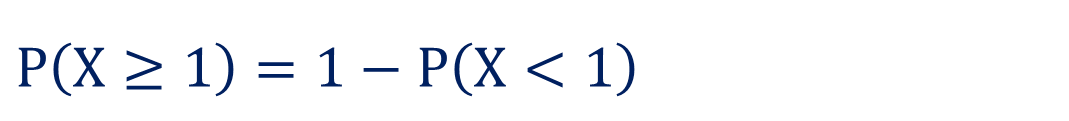 P(X ≥ 1) = 1 − P(X < 1)